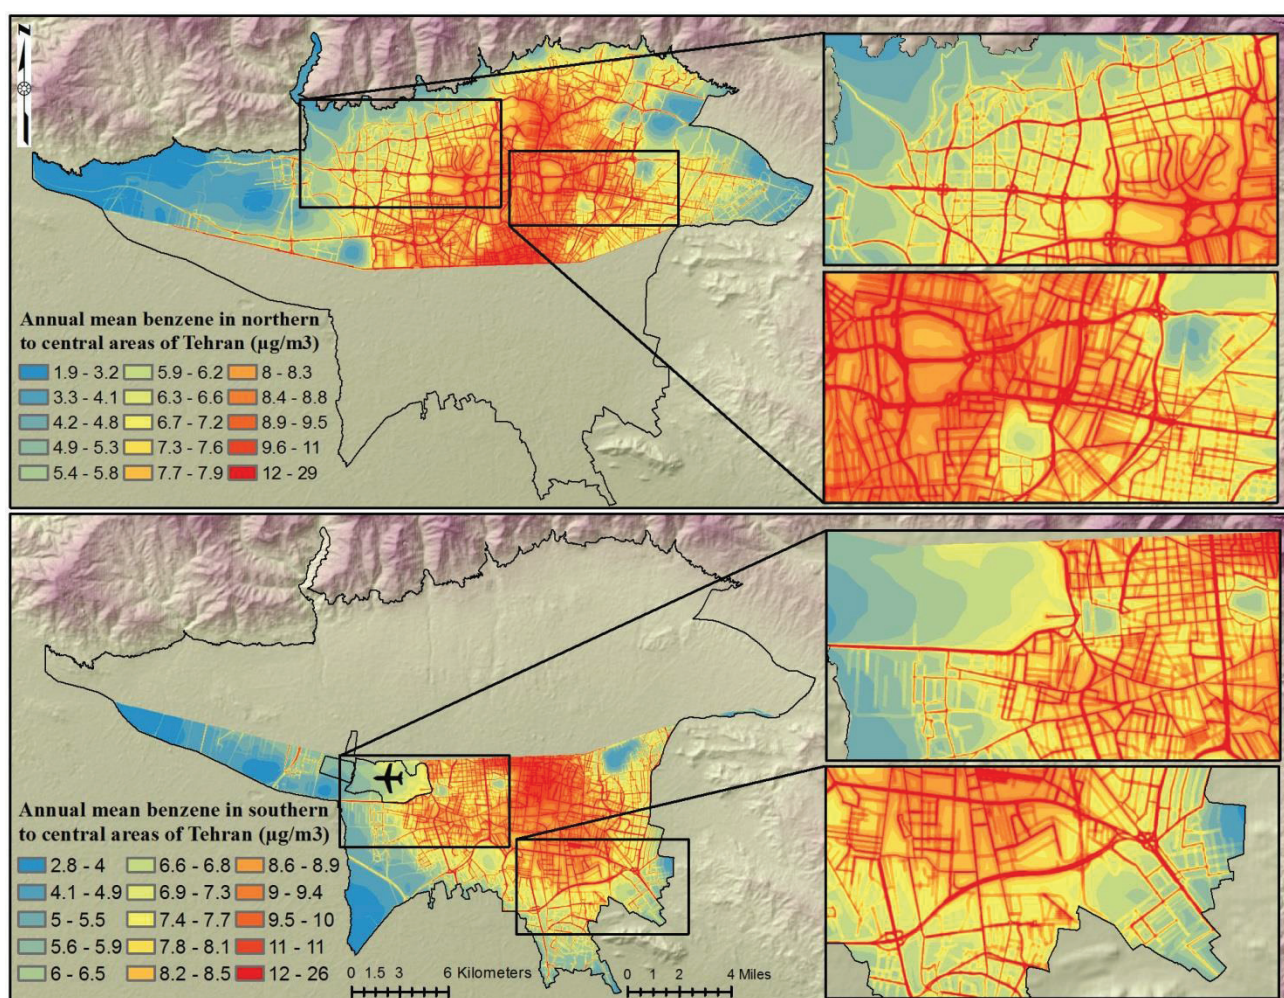 N
Annual mean benzene in northern
to central areas of Tehran (µg/m3)
1.9 - 3.2 5.9 - 6.2 8 - 8.3
3.3 - 4.1 6.3 - 6.6 8.4 - 8.8
4.2 - 4.8 6.7 - 7.2 8.9 - 9.5
4.9 - 5.3 7.3 - 7.6 9.6 - 11
5.4 - 5.8 7.7 - 7.9 12 - 29
Annual mean benzene in southern
to central areas of Tehran (µg/m3)
2.8 - 4 6.6 - 6.8 8.6 - 8.9
4.1 - 4.9 6.9 - 7.3 9 - 9.4
5 - 5.5 7.4 - 7.7 9.5 - 10
5.6 - 5.9 7.8 - 8.1 11 - 11
6 - 6.5 8.2 - 8.5 12 - 26
0 1.5 3 6 Kilometers 0 1 2 4 Miles